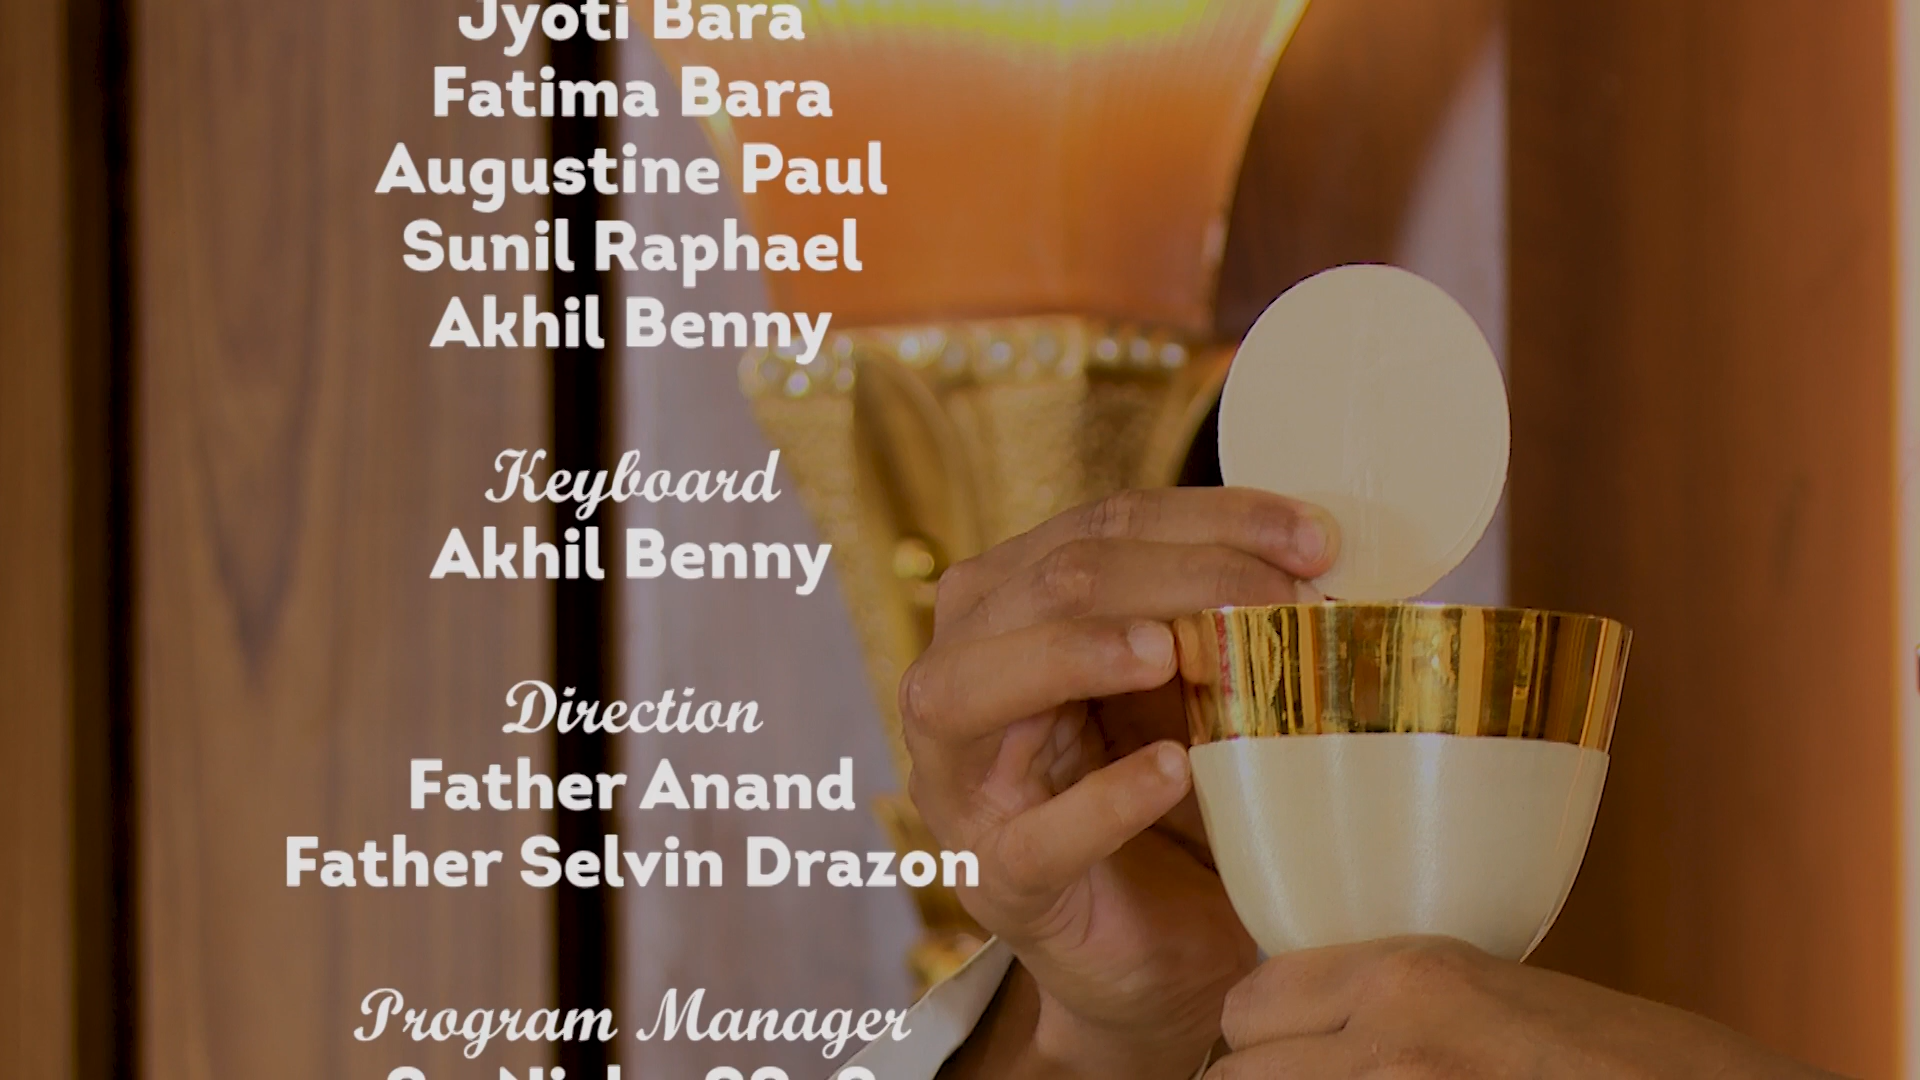 Jyoti Bara
Fatima Bara
Augustine Paul
Sunil Raphael
Akhil Benny
Keyboard
Akhil Benny
Direction
Father Anand
Father Selvin Drazon
Program Manager